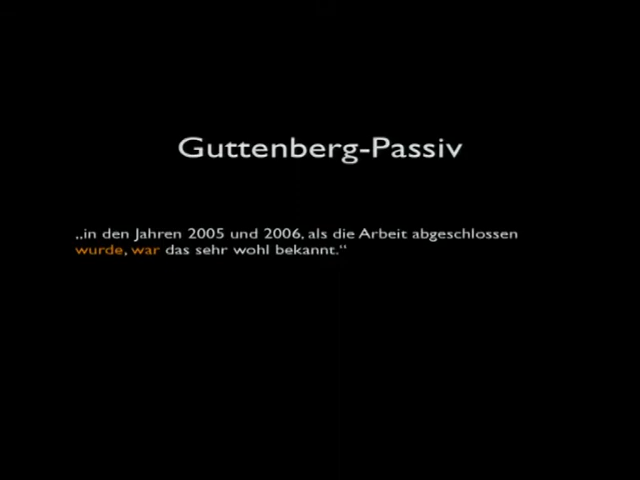 Guttenberg-Passiv
„in den Jahren 2005 und 2006, als die Arbeit abgeschlossen
wurde, war das sehr wohl bekannt.“